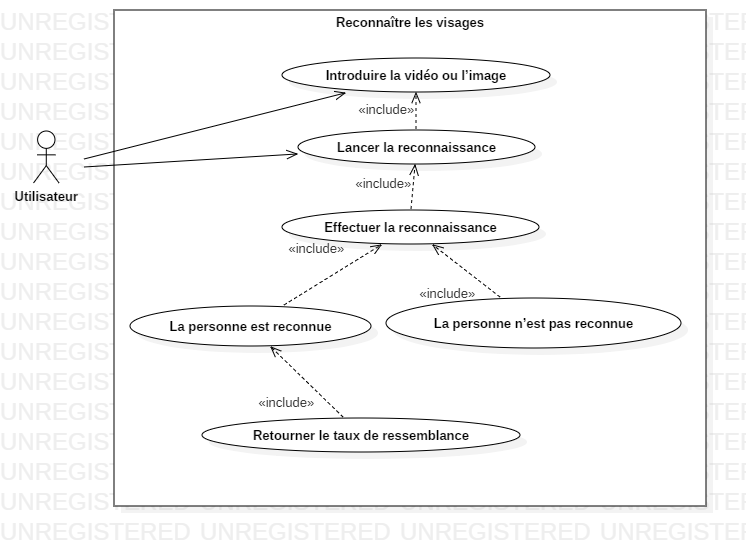 Reconnaître les visages
Introduire la vidéo ou l'image
«include»
Lancer la reconnaissance
«include»
Utilisateur
Effectuer la reconnaissance
«include»
«include»
La personne est reconnue
La personne n'est pas reconnue
«include»
Retourner le taux de ressemblance
UNREGISTERED UNREGISTERED UNREGISTERED UNREGISTERED